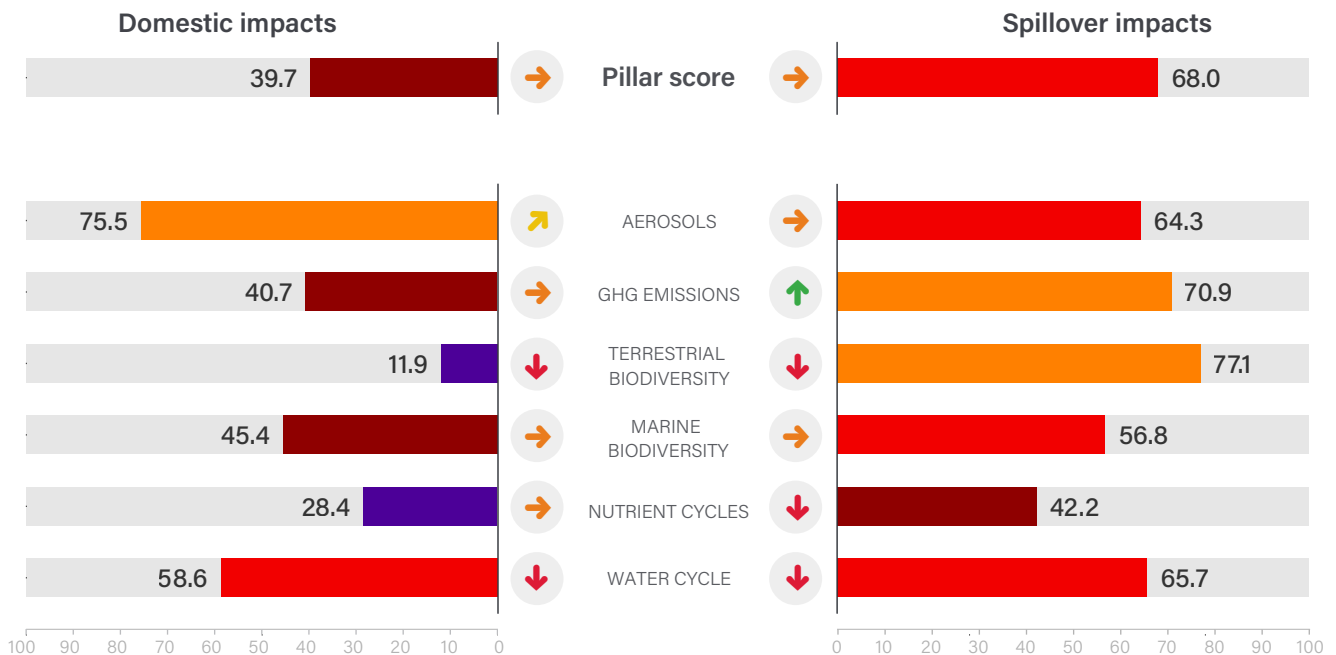 Domestic impacts
Spillover impacts
39.7
Pillar score
68.0
75.5
AEROSOLS
64.3
40.7
GHG EMISSIONS
70.9
11.9
TERRESTRIAL
BIODIVERSITY
77.1
45.4
MARINE
BIODIVERSITY
56.8
28.4
NUTRIENT CYCLES
42.2
58.6
WATER CYCLE
65.7
100 90 80 70 60 50 40 30 20 10 0
0 10 20 30 40 50 60 70 80 90 100